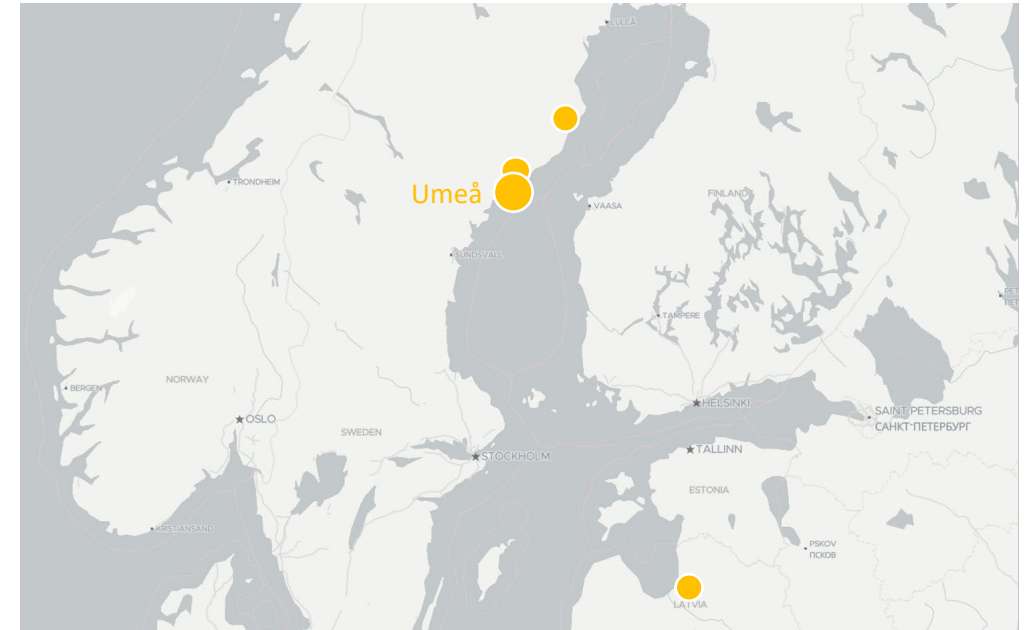 LULEÅ
TRONDHEIM
Umeå
VAASA
FINLAND
SUNDSVALL
TAMPERE
NORWAY
BERGEN
OSLO
SWEDEN
STOCKHOLM
HELSINKI
SAINT PETERSBURG
САНКТ-ПЕТЕРБУРГ
TALLINN
ESTONIA
KRISTIANSAND
PSKOV
ПСКОВ
LATVIA